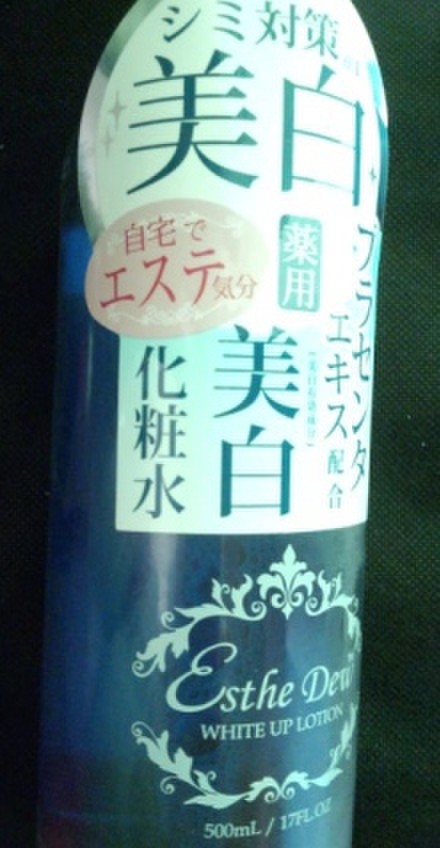 シミ対策
美白
自宅で
エステ気分
プラセンタ
エキス配合
薬用
美白
化粧水
Esthe Dew
WHITE UP LOTION
500mL / 17FL.OZ